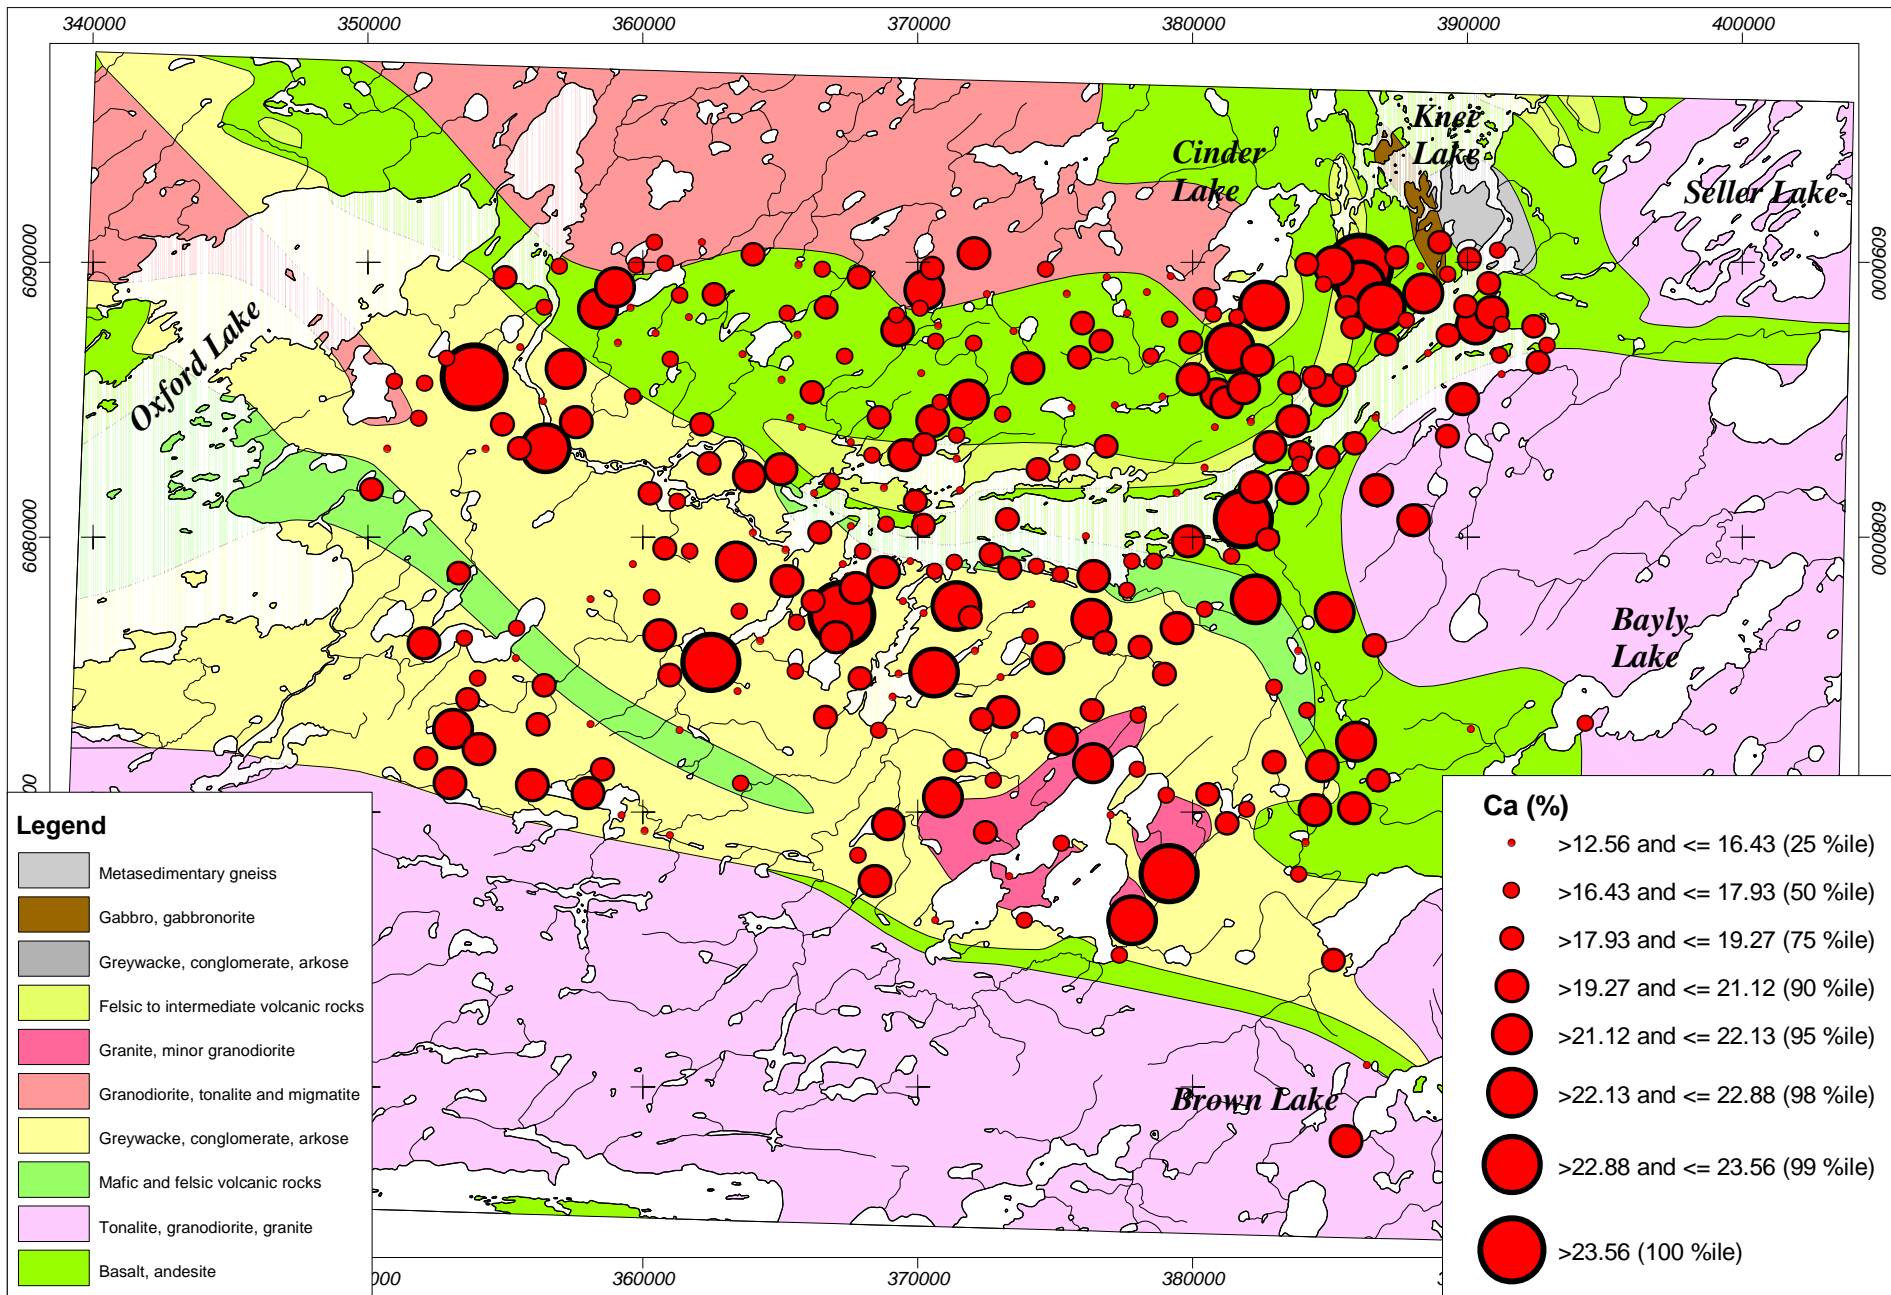 340000 350000 360000 370000 380000 390000 400000
Knee
Lake
Cinder
Lake
Seller Lake
6090000
6090000
Oxford Lake
6080000
6080000
Bayly
Lake
Brown Lake
Legend
Metasedimentary gneiss
Gabbro, gabbronorite
Greywacke, conglomerate, arkose
Felsic to intermediate volcanic rocks
Granite, minor granodiorite
Granodiorite, tonalite and migmatite
Greywacke, conglomerate, arkose
Mafic and felsic volcanic rocks
Tonalite, granodiorite, granite
Basalt, andesite
Ca (%)
>12.56 and <= 16.43 (25 %ile)
>16.43 and <= 17.93 (50 %ile)
>17.93 and <= 19.27 (75 %ile)
>19.27 and <= 21.12 (90 %ile)
>21.12 and <= 22.13 (95 %ile)
>22.13 and <= 22.88 (98 %ile)
>22.88 and <= 23.56 (99 %ile)
>23.56 (100 %ile)
360000 370000 380000